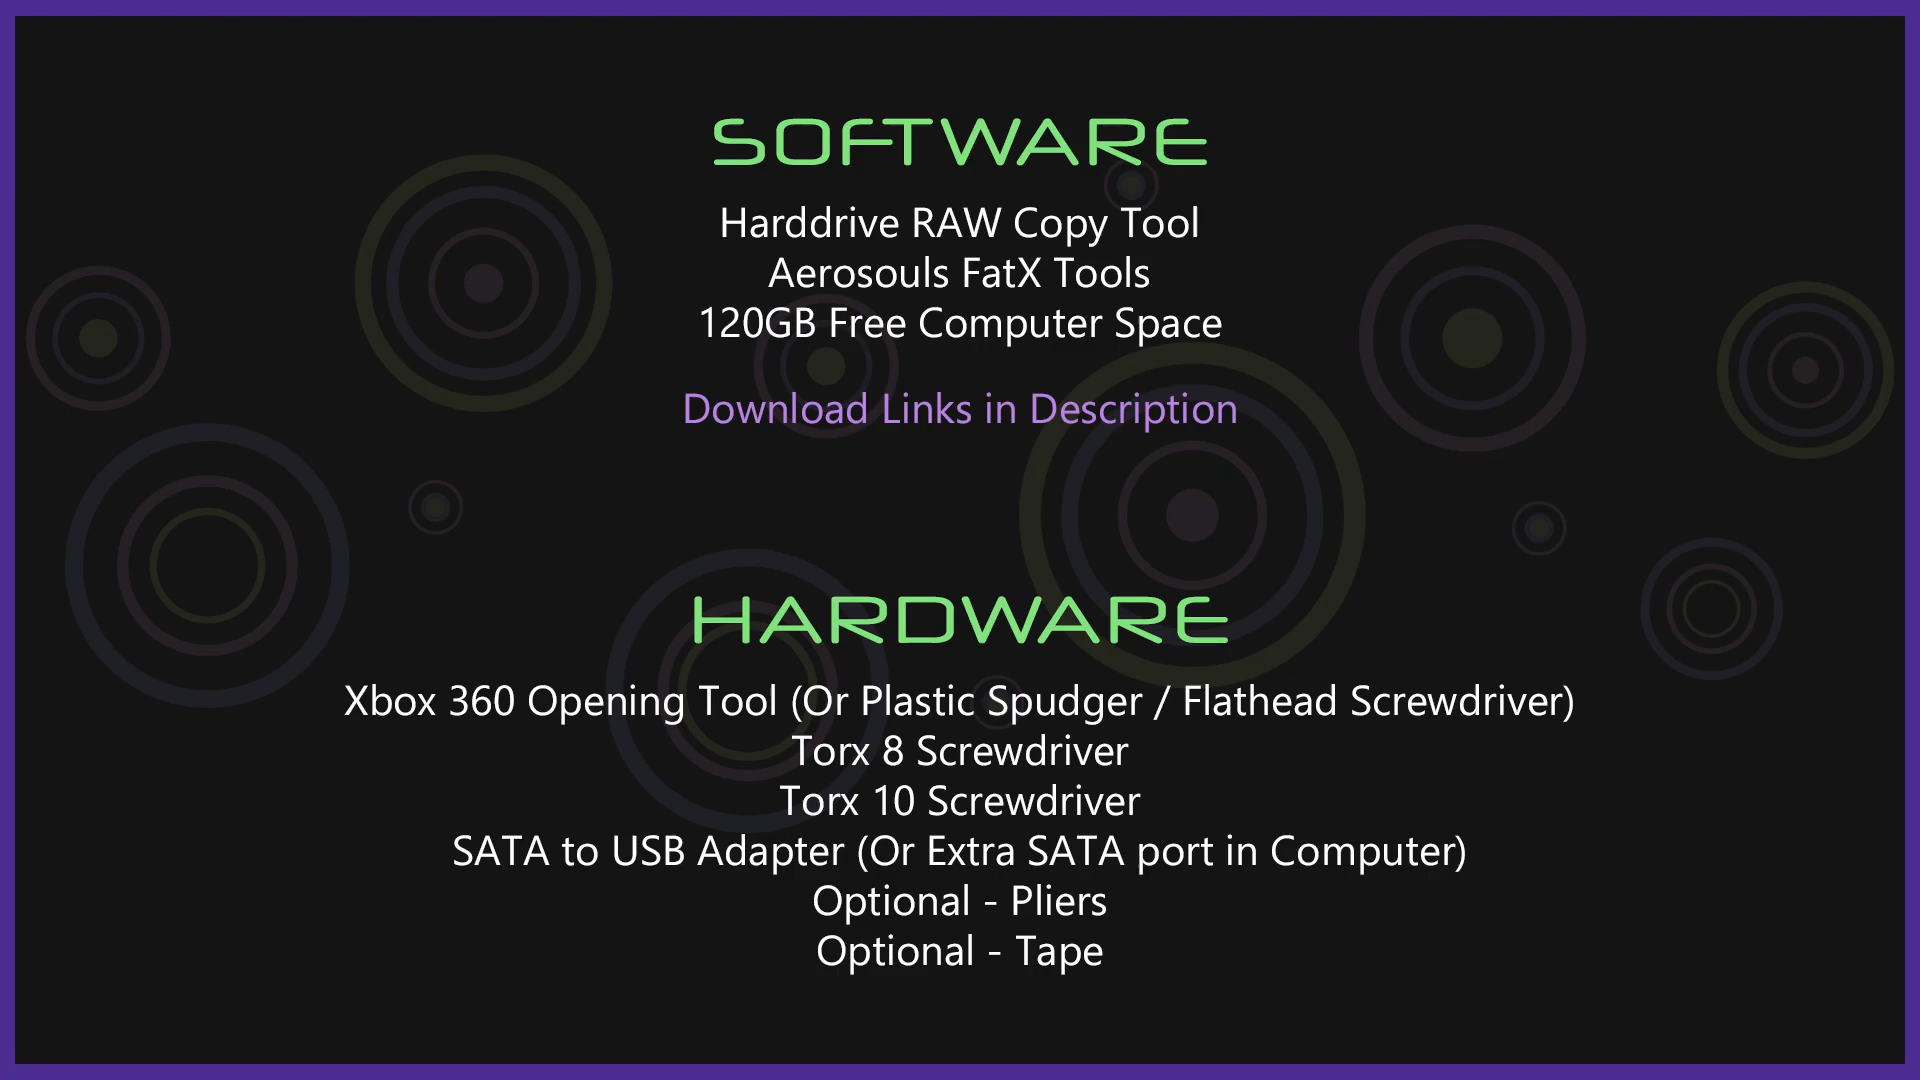 SOFTWARE
Harddrive RAW Copy Tool
Aerosouls FatX Tools
120GB Free Computer Space
Download Links in Description
HARDWARE
Xbox 360 Opening Tool (Or Plastic Spudger / Flathead Screwdriver)
Torx 8 Screwdriver
Torx 10 Screwdriver
SATA to USB Adapter (Or Extra SATA port in Computer)
Optional - Pliers
Optional - Tape